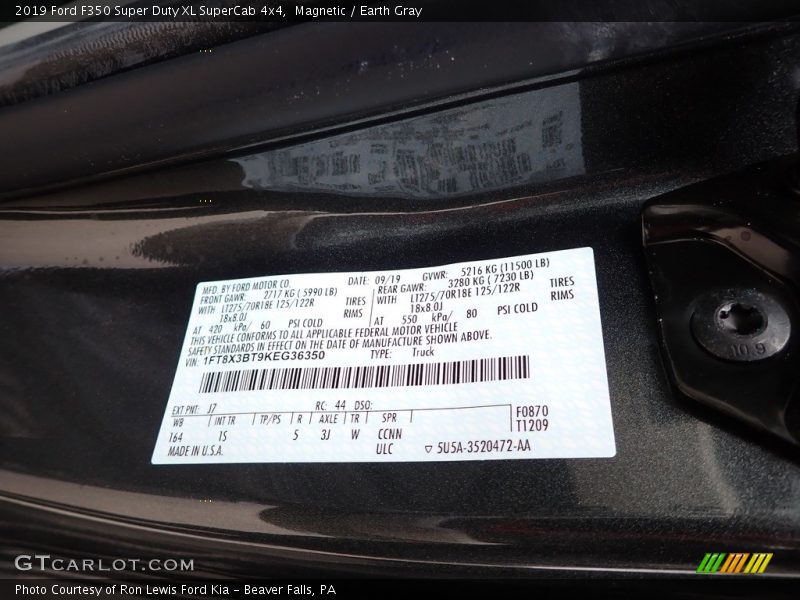 2019 Ford F350 Super Duty XL SuperCab 4x4, Magnetic / Earth Gray
MFD. BY FORD MOTOR CO. DATE: 09/19 GVWR: 5216 KG (11500 LB)
FRONT GAWR: 2717 KG ( 5990 LB) REAR GAWR: 3280 KG ( 7230 LB)
WITH LT275/70R18E 125/122R TIRES WITH LT275/70R18E 125/122R TIRES
18x8.0J RIMS 18x8.0J RIMS
AT 420 kPa/ 60 PSI COLD AT 550 kPa/ 80 PSI COLD
THIS VEHICLE CONFORMS TO ALL APPLICABLE FEDERAL MOTOR VEHICLE
SAFETY STANDARDS IN EFFECT ON THE DATE OF MANUFACTURE SHOWN ABOVE.
VIN: 1FT8X3BT9KEG36350 TYPE: Truck
EXT PNT: J7 RC: 44 DSO:
WB INT TR TP/PS R AXLE TR SPR F0870
164 1S 5 3J W CCNN T1209
MADE IN U.S.A. ULC ▽ 5U5A-3520472-AA
10.9
GTCARLOT.COM
Photo Courtesy of Ron Lewis Ford Kia - Beaver Falls, PA